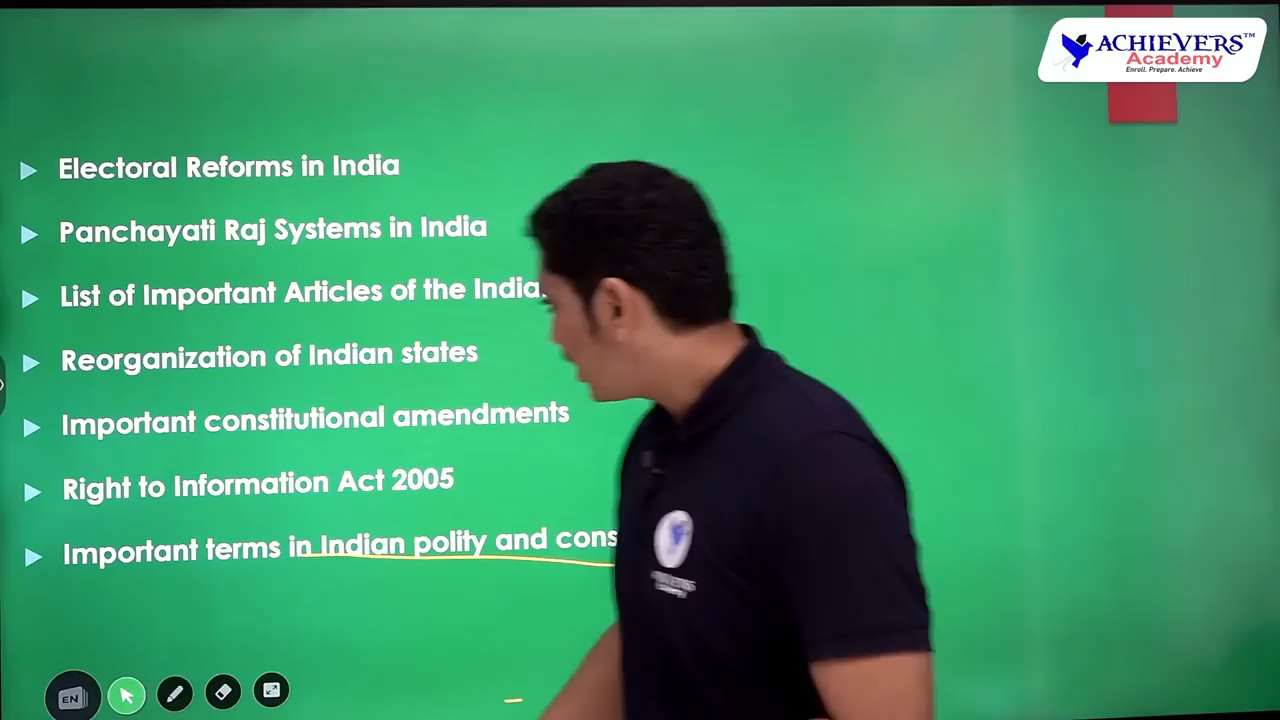 ACHIEVERS™
Academy
Enroll. Prepare. Achieve
Electoral Reforms in India
Panchayati Raj Systems in India
List of Important Articles of the India
Reorganization of Indian states
Important constitutional amendments
Right to Information Act 2005
Important terms in Indian polity and cons
EN